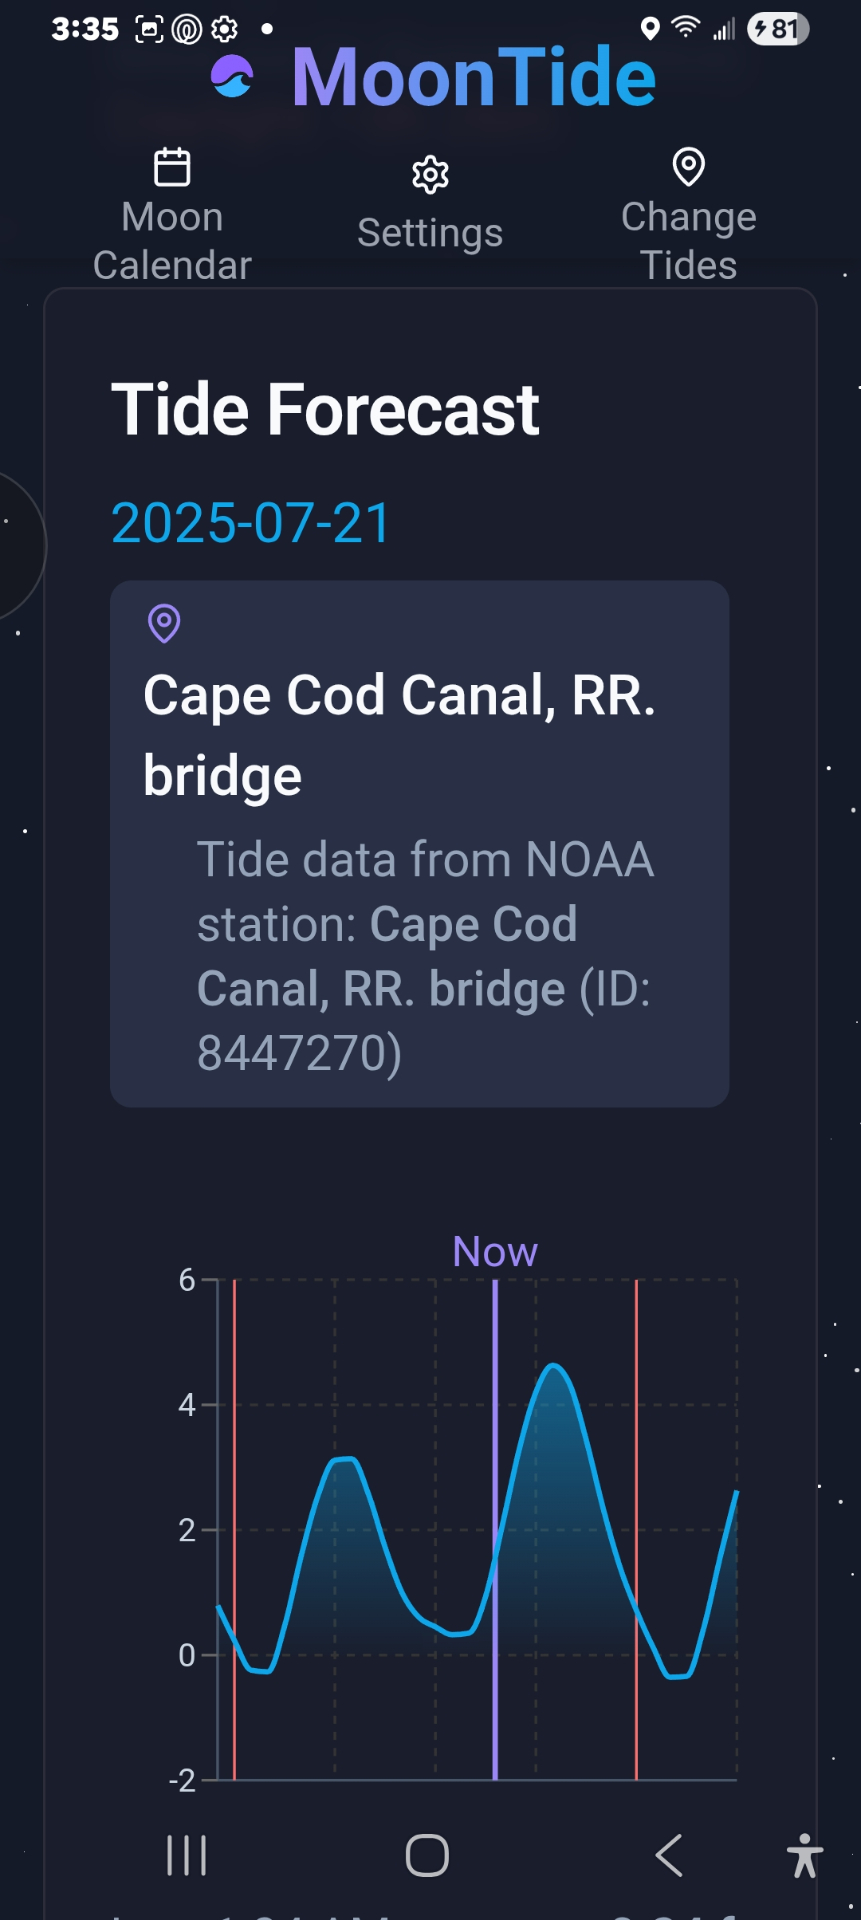 3:35
81
MoonTide
Moon
Calendar
Settings
Change
Tides
Tide Forecast
2025-07-21
Cape Cod Canal, RR.
bridge
Tide data from NOAA
station: Cape Cod
Canal, RR. bridge (ID:
8447270)
Now
6
4
2
0
-2